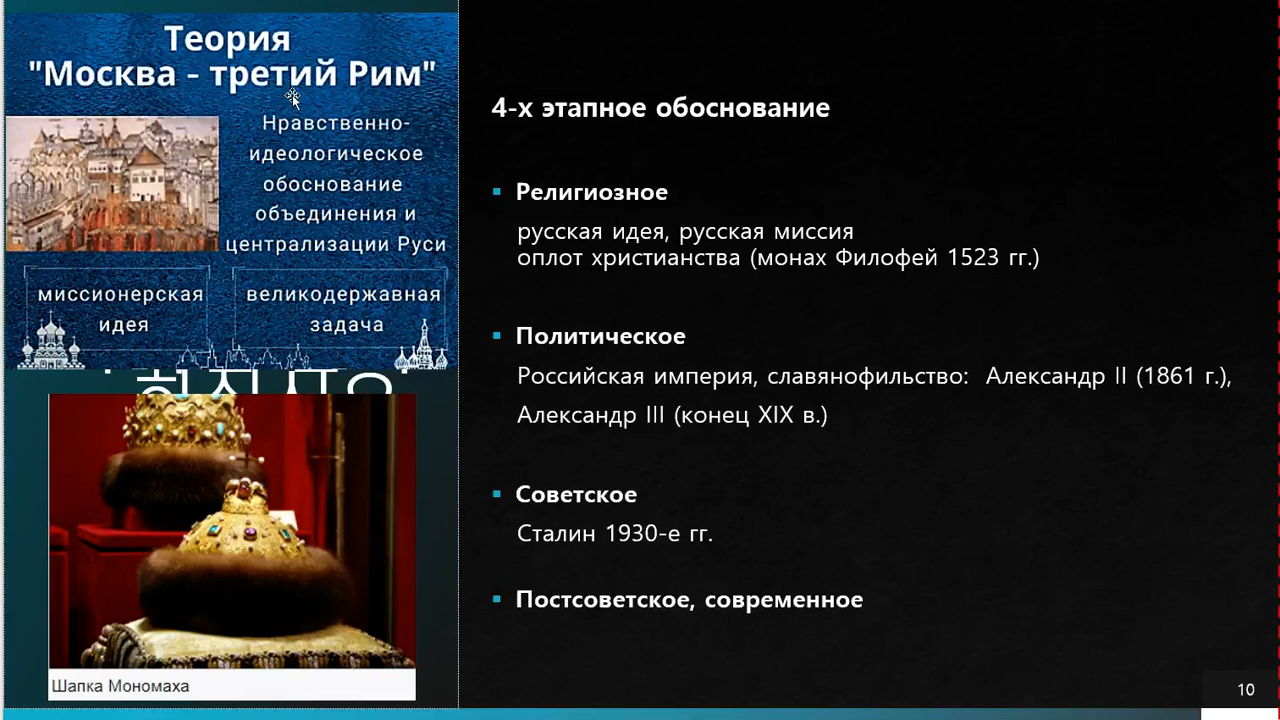 Теория
"Москва - третий Рим"
Нравственно-
идеологическое
обоснование
объединения и
централизации Руси
миссионерская
идея
великодержавная
задача
Шапка Мономаха
4-х этапное обоснование
Религиозное
русская идея, русская миссия
оплот христианства (монах Филофей 1523 гг.)
Политическое
Российская империя, славянофильство: Александр II (1861 г.),
Александр III (конец XIX в.)
Советское
Сталин 1930-е гг.
Постсоветское, современное
10